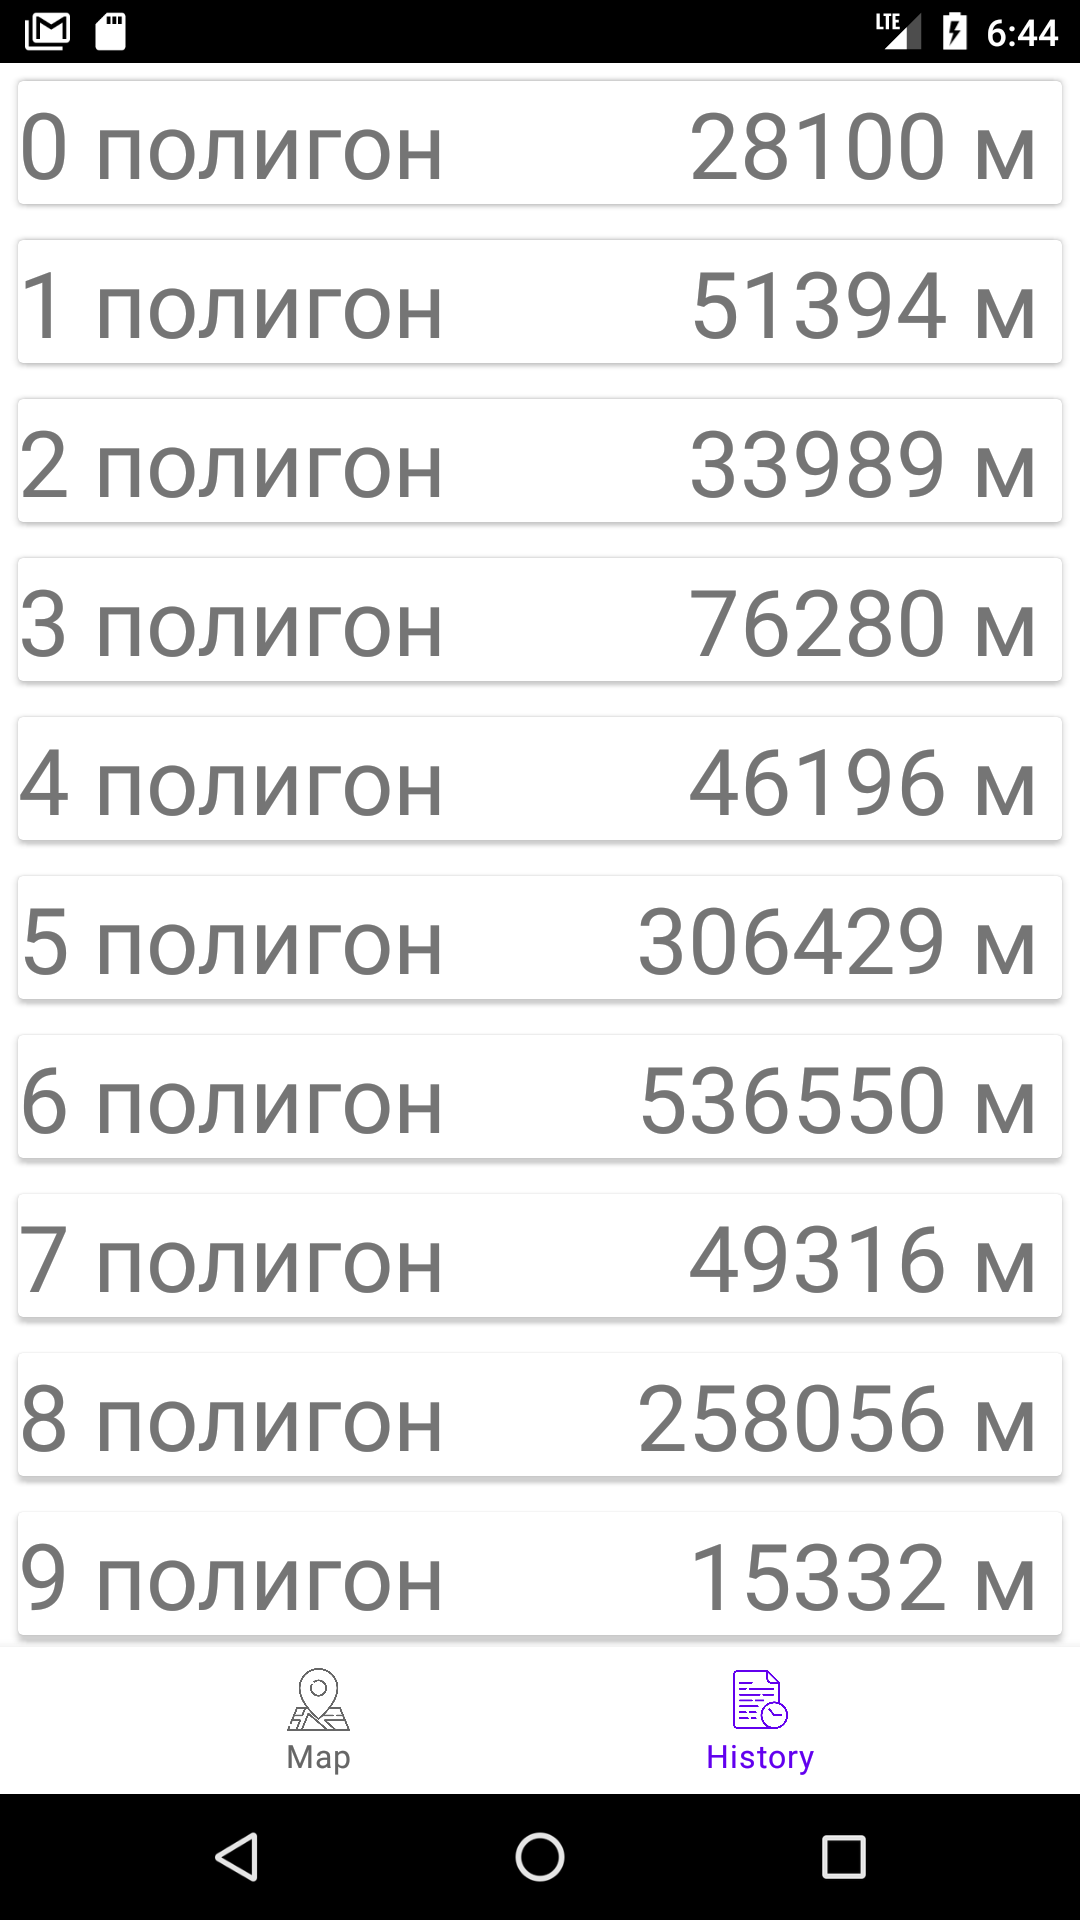 LTE 6:44
0 полигон 28100 м
1 полигон 51394 м
2 полигон 33989 м
3 полигон 76280 м
4 полигон 46196 м
5 полигон 306429 м
6 полигон 536550 м
7 полигон 49316 м
8 полигон 258056 м
9 полигон 15332 м
Map History